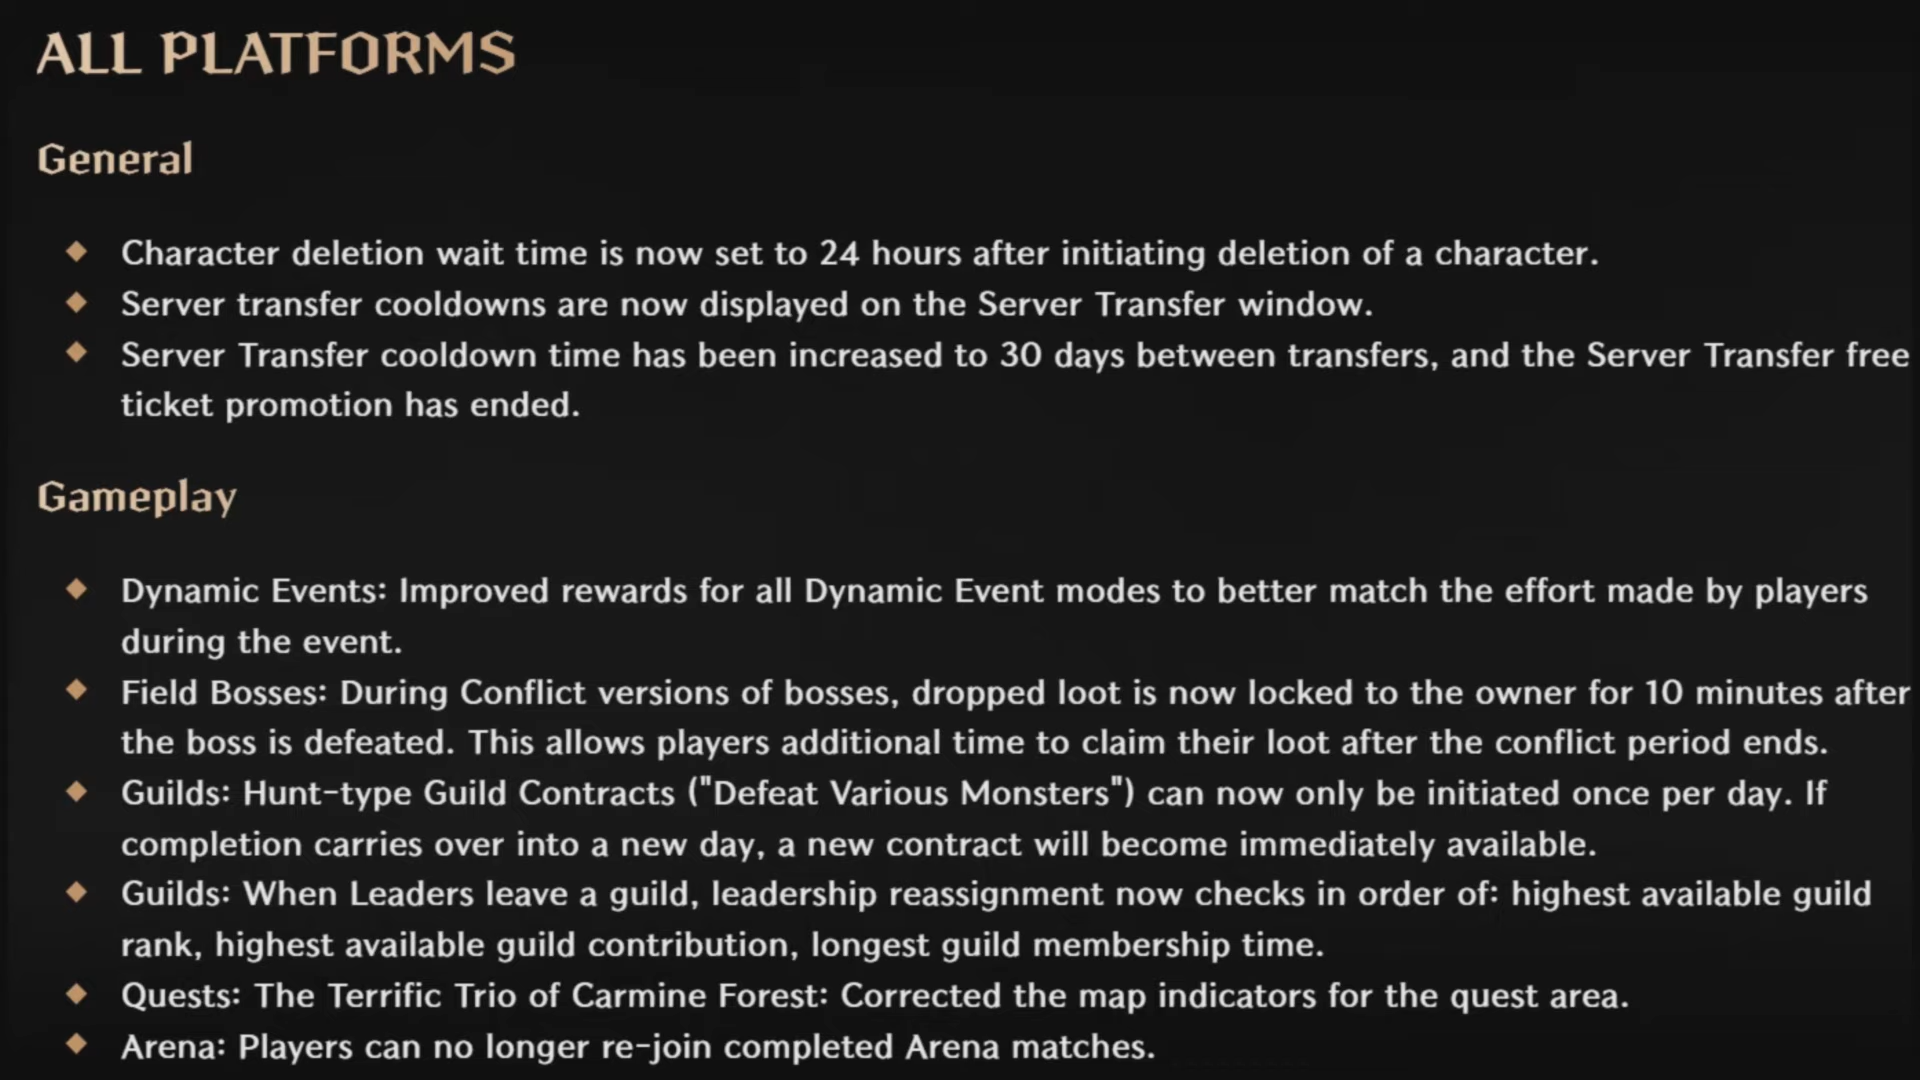 ALL PLATFORMS
General
Character deletion wait time is now set to 24 hours after initiating deletion of a character.
Server transfer cooldowns are now displayed on the Server Transfer window.
Server Transfer cooldown time has been increased to 30 days between transfers, and the Server Transfer free
ticket promotion has ended.
Gameplay
Dynamic Events: Improved rewards for all Dynamic Event modes to better match the effort made by players
during the event.
Field Bosses: During Conflict versions of bosses, dropped loot is now locked to the owner for 10 minutes after
the boss is defeated. This allows players additional time to claim their loot after the conflict period ends.
Guilds: Hunt-type Guild Contracts ("Defeat Various Monsters") can now only be initiated once per day. If
completion carries over into a new day, a new contract will become immediately available.
Guilds: When Leaders leave a guild, leadership reassignment now checks in order of: highest available guild
rank, highest available guild contribution, longest guild membership time.
Quests: The Terrific Trio of Carmine Forest: Corrected the map indicators for the quest area.
Arena: Players can no longer re-join completed Arena matches.